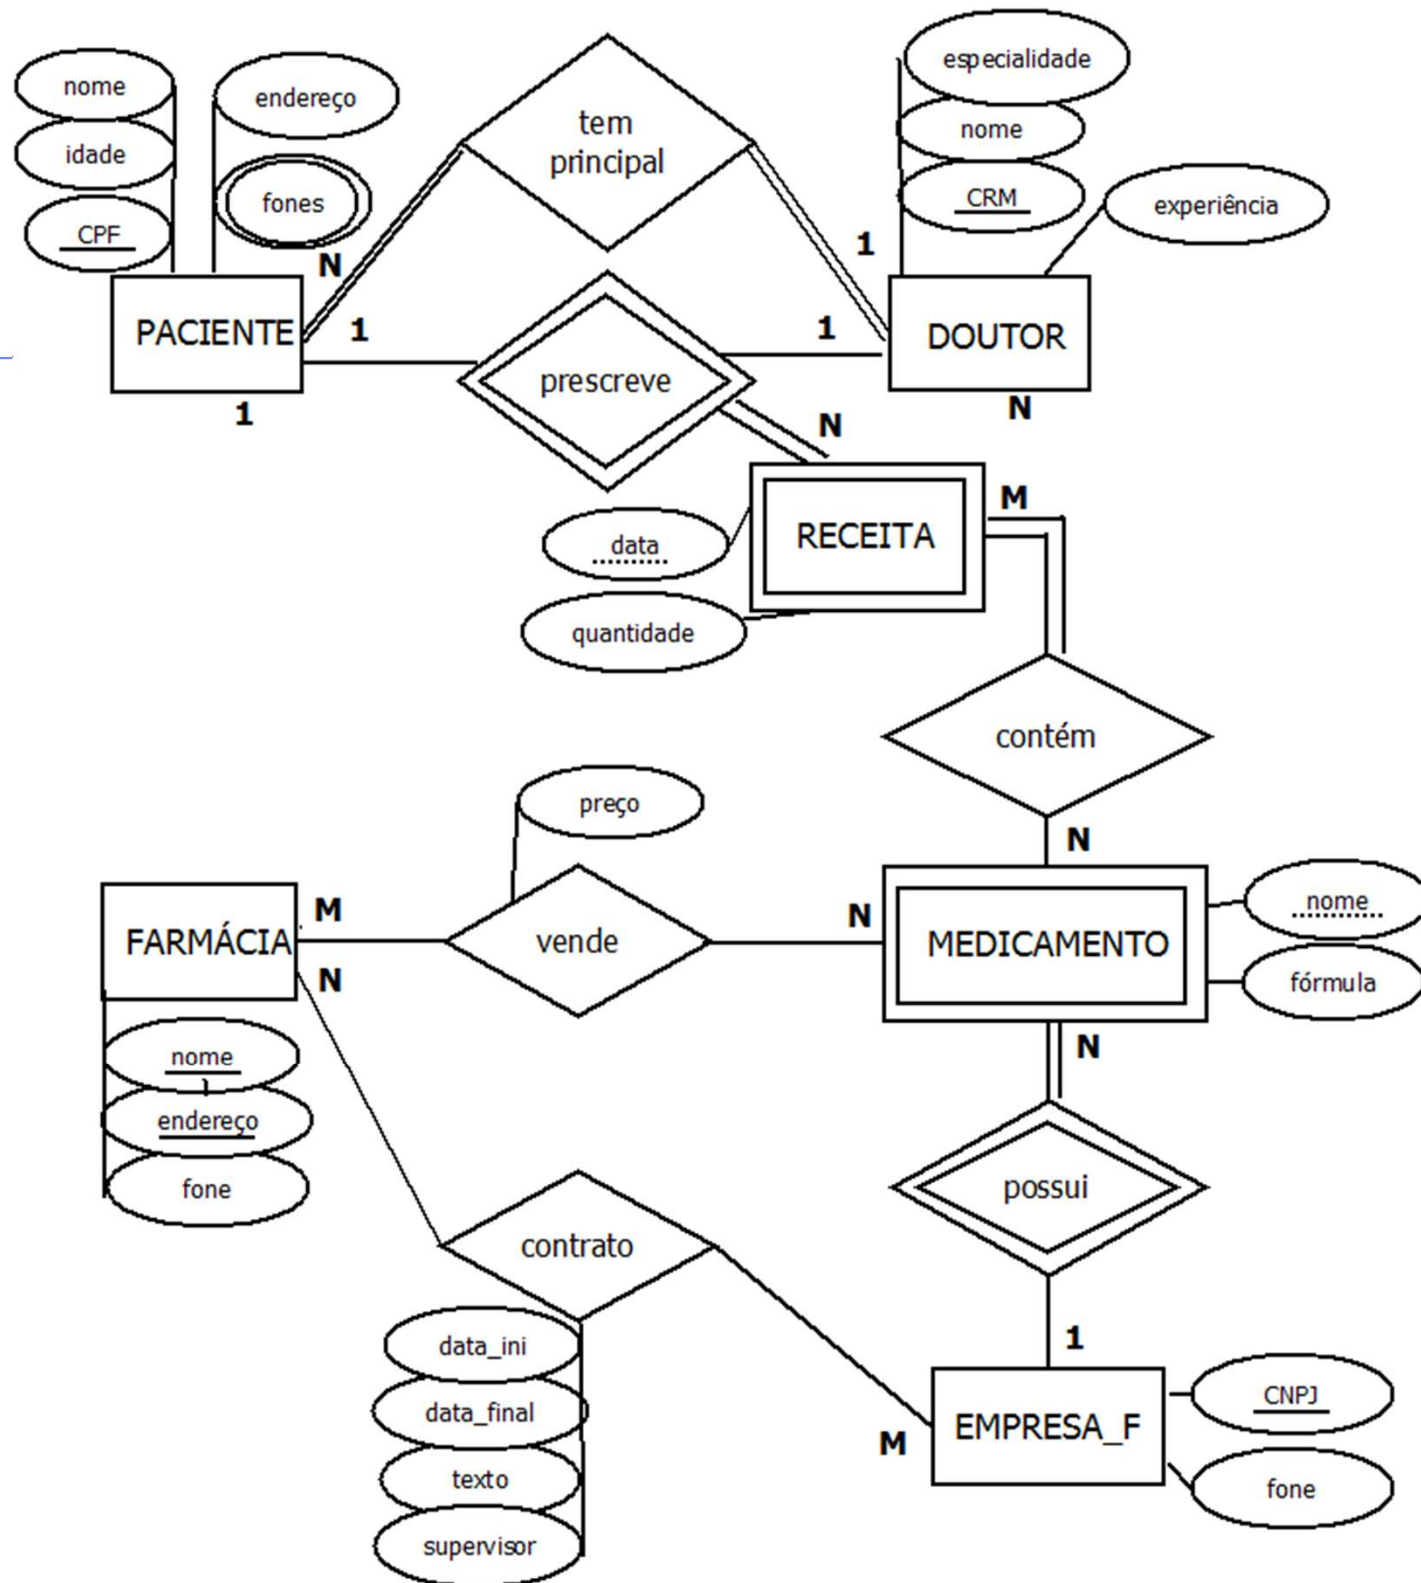 especialidade
nome
endereço
tem
principal
nome
idade
CRM
experiência
fones
CPF
N
1
PACIENTE
1
1
DOUTOR
prescreve
1
N
N
M
RECEITA
data
quantidade
contém
preço
N
M
N
nome
FARMÁCIA
vende
MEDICAMENTO
N
fórmula
nome
N
endereço
fone
possui
contrato
1
data_ini
CNPJ
data_final
M
EMPRESA_F
texto
fone
supervisor